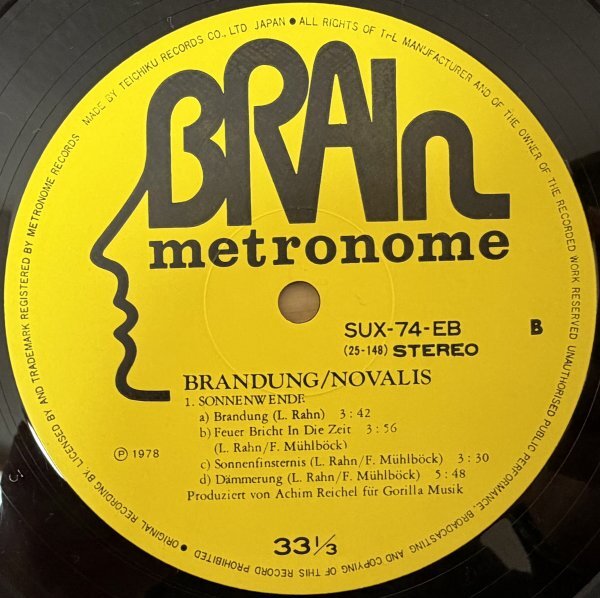 ORIGINAL RECORDING BY, LICENSED BY AND TRADEMARK REGISTERED BY METRONOME RECORDS MADE BY TEICHIKU RECORDS CO., LTD JAPAN ● ALL RIGHTS OF THE MANUFACTURER AND OF THE OWNER OF THE RECORDED WORK RESERVED UNAUTHORISED PUBLIC PERFORMANCE, BROADCASTING AND COPYING OF THIS RECORD PROHIBITED ●
BRAIn
metronome
SUX-74-EB B
(25-148) STEREO
BRANDUNG/NOVALIS
1. SONNENWENDE
a) Brandung (L. Rahn) 3:42
b) Feuer Bricht In Die Zeit 3:56
(L. Rahn/F. Mühlböck)
℗ 1978
c) Sonnenfinsternis (L. Rahn/F. Mühlböck) 3:30
d) Dämmerung (L. Rahn/F. Mühlböck) 5:48
Produziert von Achim Reichel für Gorilla Musik
33 1/3